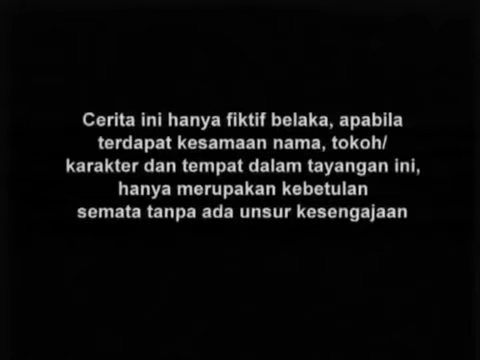 Cerita ini hanya fiktif belaka, apabila
terdapat kesamaan nama, tokoh/
karakter dan tempat dalam tayangan ini,
hanya merupakan kebetulan
semata tanpa ada unsur kesengajaan